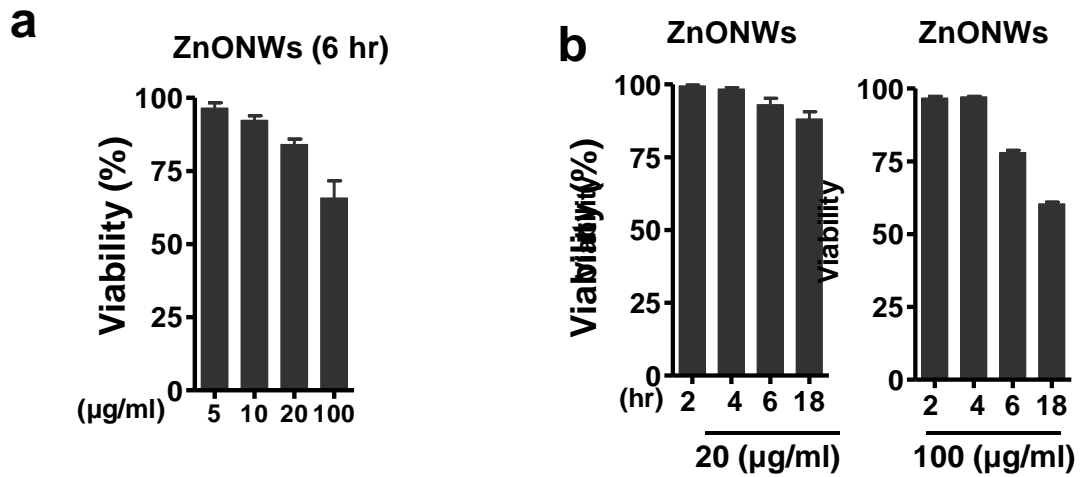 a
ZnONWs (6 hr)
Viability (%)
100
75
50
25
0
(µg/ml)
5 10 20 100
b
ZnONWs
Viability (%)
Viability
100
75
50
25
0
(hr)
2 4 6 18
20 (µg/ml)
ZnONWs
Viability
100
75
50
25
0
2 4 6 18
100 (µg/ml)